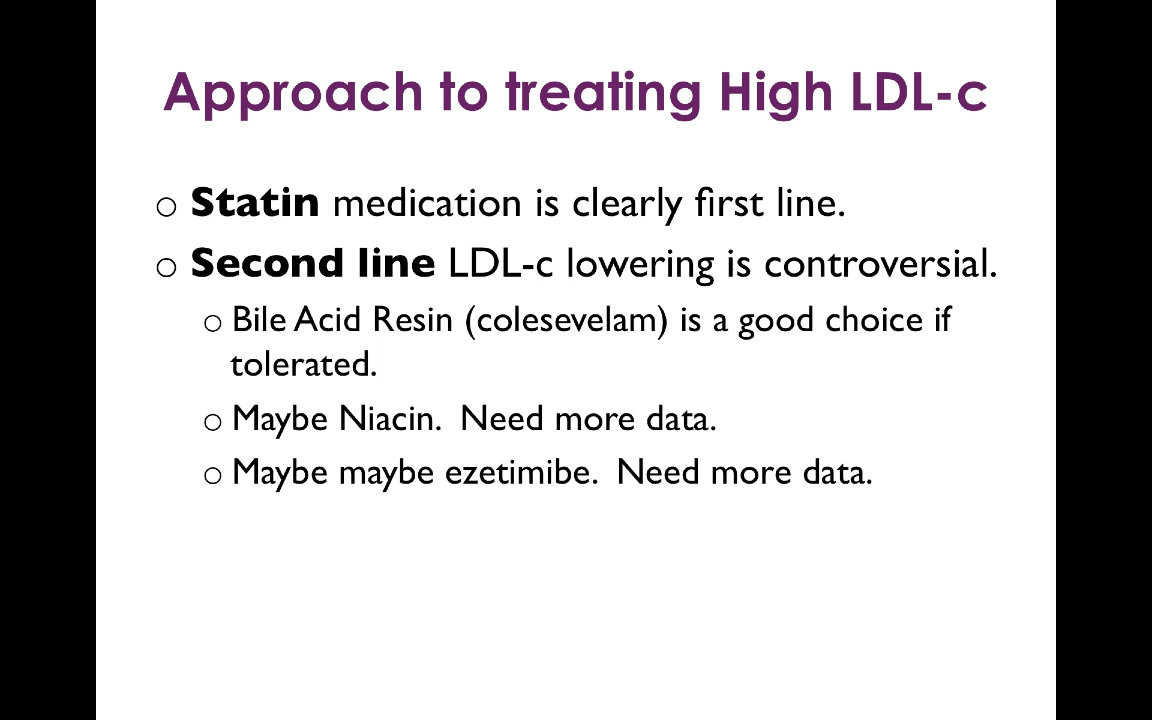 Approach to treating High LDL-c
o Statin medication is clearly first line.
o Second line LDL-c lowering is controversial.
o Bile Acid Resin (colesevelam) is a good choice if
tolerated.
o Maybe Niacin.  Need more data.
o Maybe maybe ezetimibe.  Need more data.